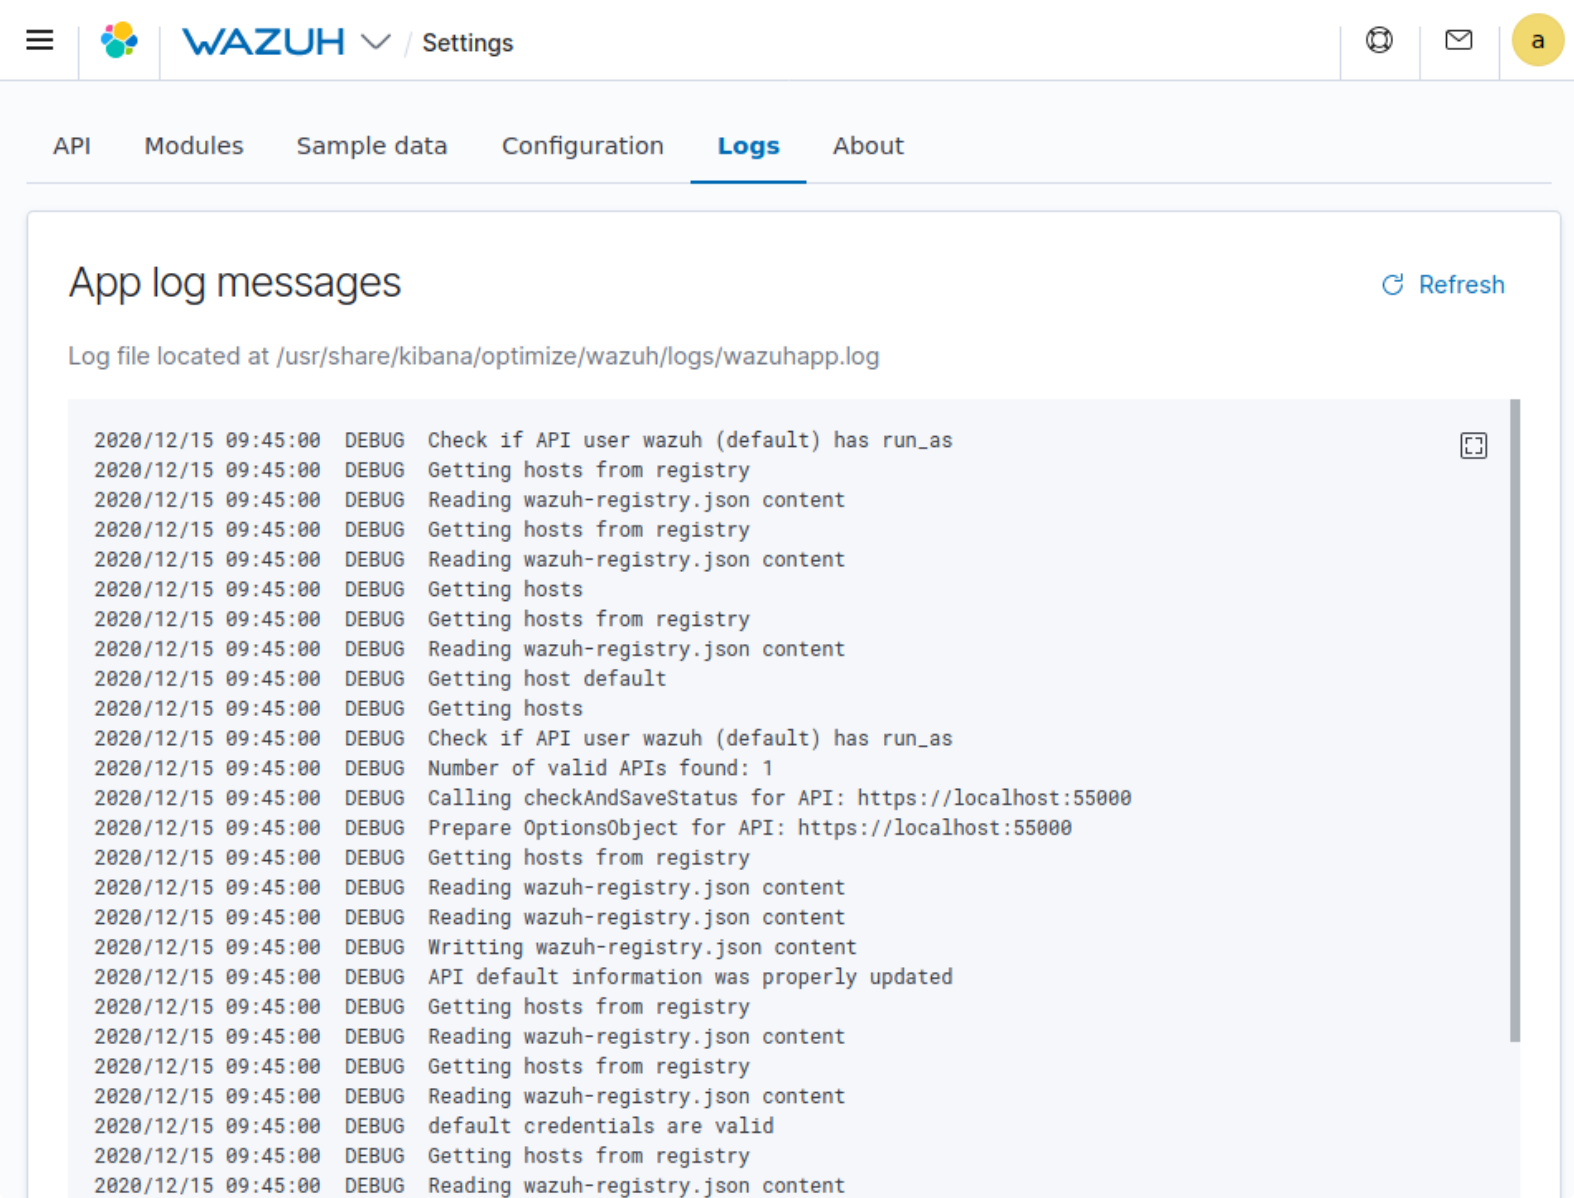 WAZUH / Settings a
API Modules Sample data Configuration Logs About
App log messages Refresh
Log file located at /usr/share/kibana/optimize/wazuh/logs/wazuhapp.log
2020/12/15 09:45:00 DEBUG Check if API user wazuh (default) has run_as
2020/12/15 09:45:00 DEBUG Getting hosts from registry
2020/12/15 09:45:00 DEBUG Reading wazuh-registry.json content
2020/12/15 09:45:00 DEBUG Getting hosts from registry
2020/12/15 09:45:00 DEBUG Reading wazuh-registry.json content
2020/12/15 09:45:00 DEBUG Getting hosts
2020/12/15 09:45:00 DEBUG Getting hosts from registry
2020/12/15 09:45:00 DEBUG Reading wazuh-registry.json content
2020/12/15 09:45:00 DEBUG Getting host default
2020/12/15 09:45:00 DEBUG Getting hosts
2020/12/15 09:45:00 DEBUG Check if API user wazuh (default) has run_as
2020/12/15 09:45:00 DEBUG Number of valid APIs found: 1
2020/12/15 09:45:00 DEBUG Calling checkAndSaveStatus for API: https://localhost:55000
2020/12/15 09:45:00 DEBUG Prepare OptionsObject for API: https://localhost:55000
2020/12/15 09:45:00 DEBUG Getting hosts from registry
2020/12/15 09:45:00 DEBUG Reading wazuh-registry.json content
2020/12/15 09:45:00 DEBUG Reading wazuh-registry.json content
2020/12/15 09:45:00 DEBUG Writting wazuh-registry.json content
2020/12/15 09:45:00 DEBUG API default information was properly updated
2020/12/15 09:45:00 DEBUG Getting hosts from registry
2020/12/15 09:45:00 DEBUG Reading wazuh-registry.json content
2020/12/15 09:45:00 DEBUG Getting hosts from registry
2020/12/15 09:45:00 DEBUG Reading wazuh-registry.json content
2020/12/15 09:45:00 DEBUG default credentials are valid
2020/12/15 09:45:00 DEBUG Getting hosts from registry
2020/12/15 09:45:00 DEBUG Reading wazuh-registry.json content